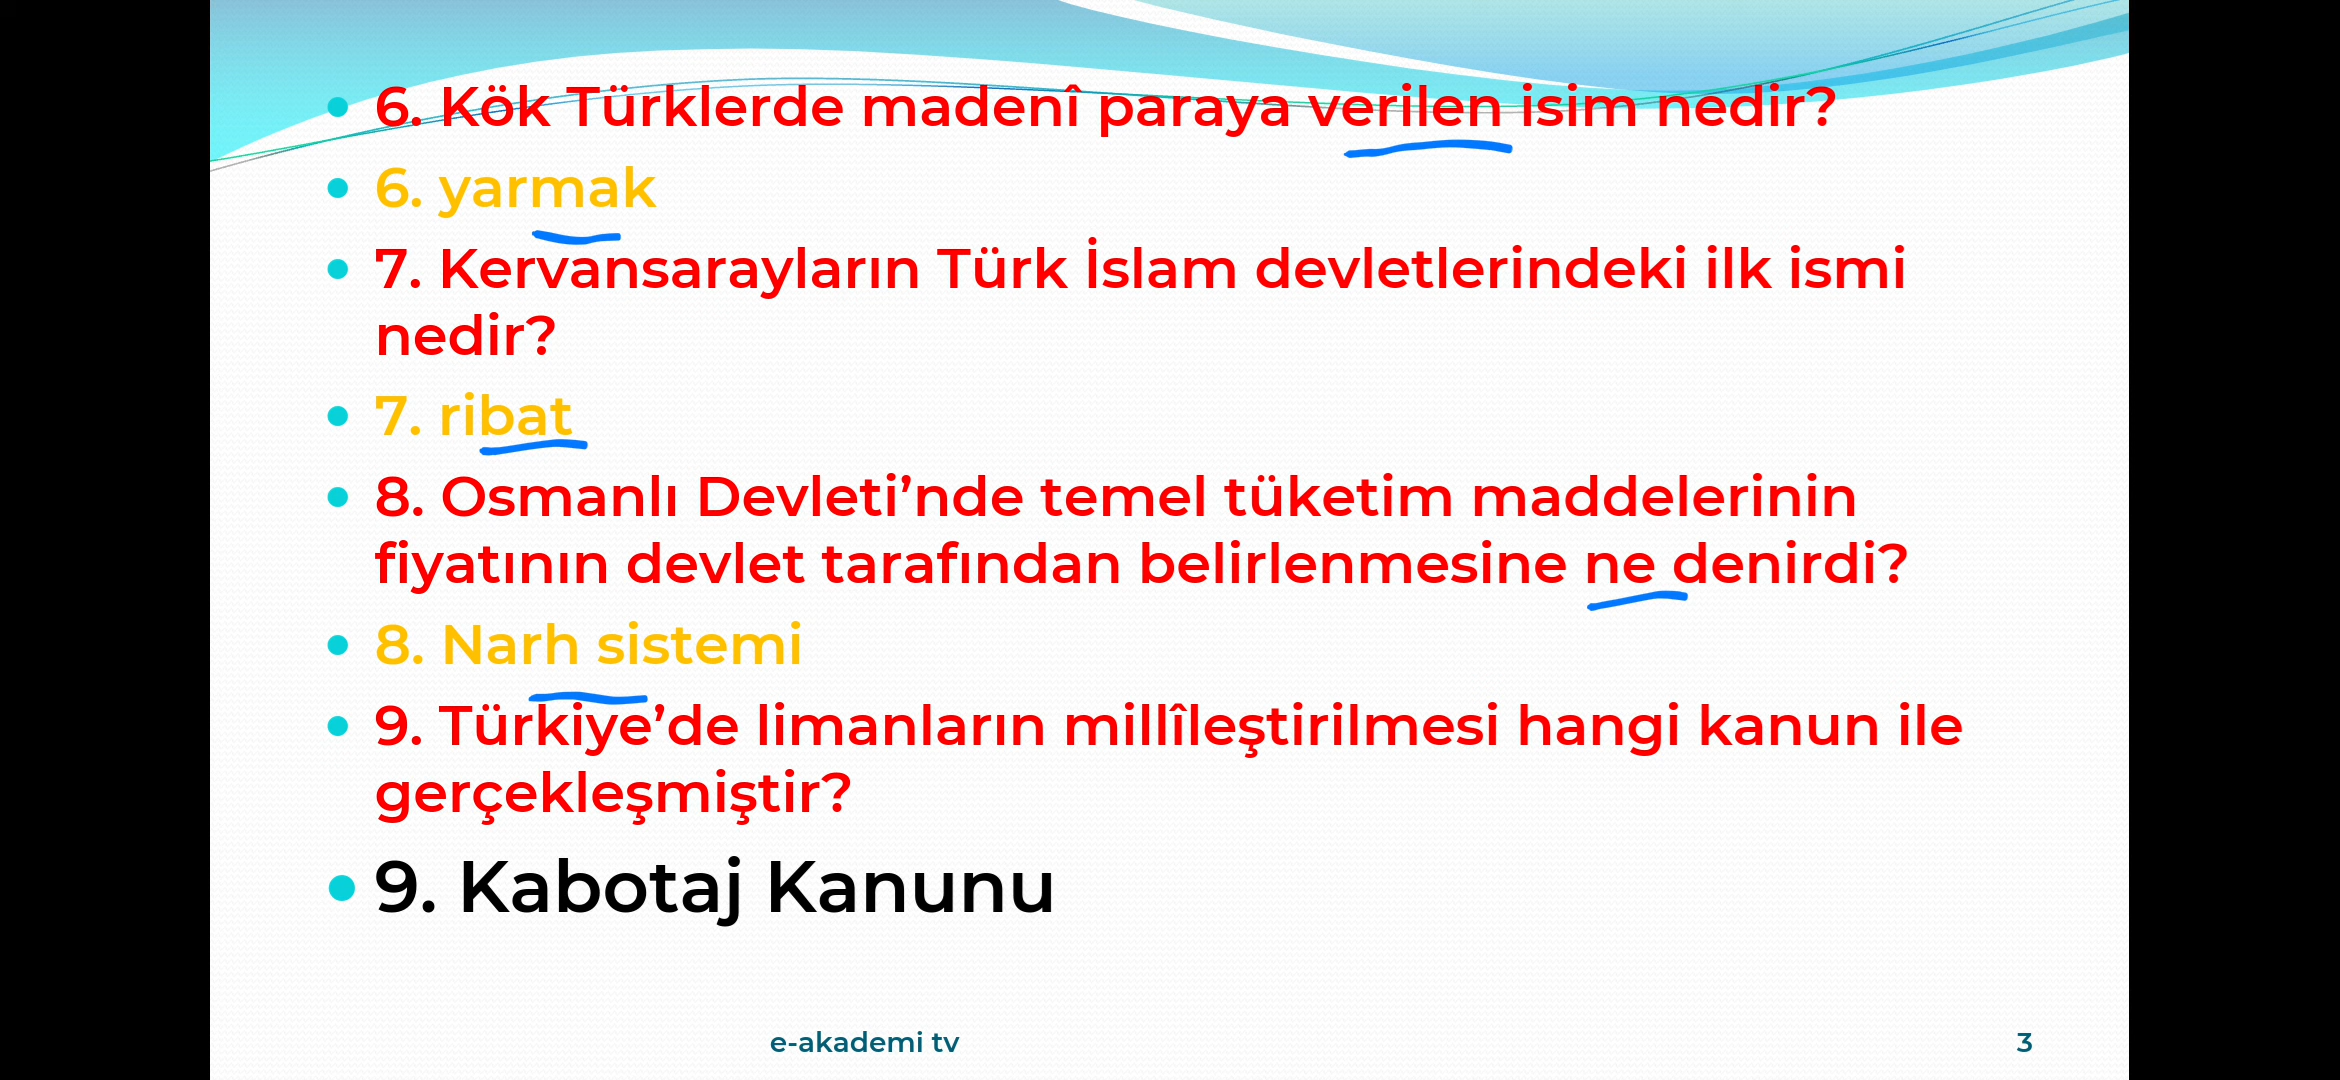 6. Kök Türklerde madenî paraya verilen isim nedir?
6. yarmak
7. Kervansarayların Türk İslam devletlerindeki ilk ismi
nedir?
7. ribat
8. Osmanlı Devleti’nde temel tüketim maddelerinin
fiyatının devlet tarafından belirlenmesine ne denirdi?
8. Narh sistemi
9. Türkiye’de limanların millîleştirilmesi hangi kanun ile
gerçekleşmiştir?
9. Kabotaj Kanunu
e-akademi tv
3